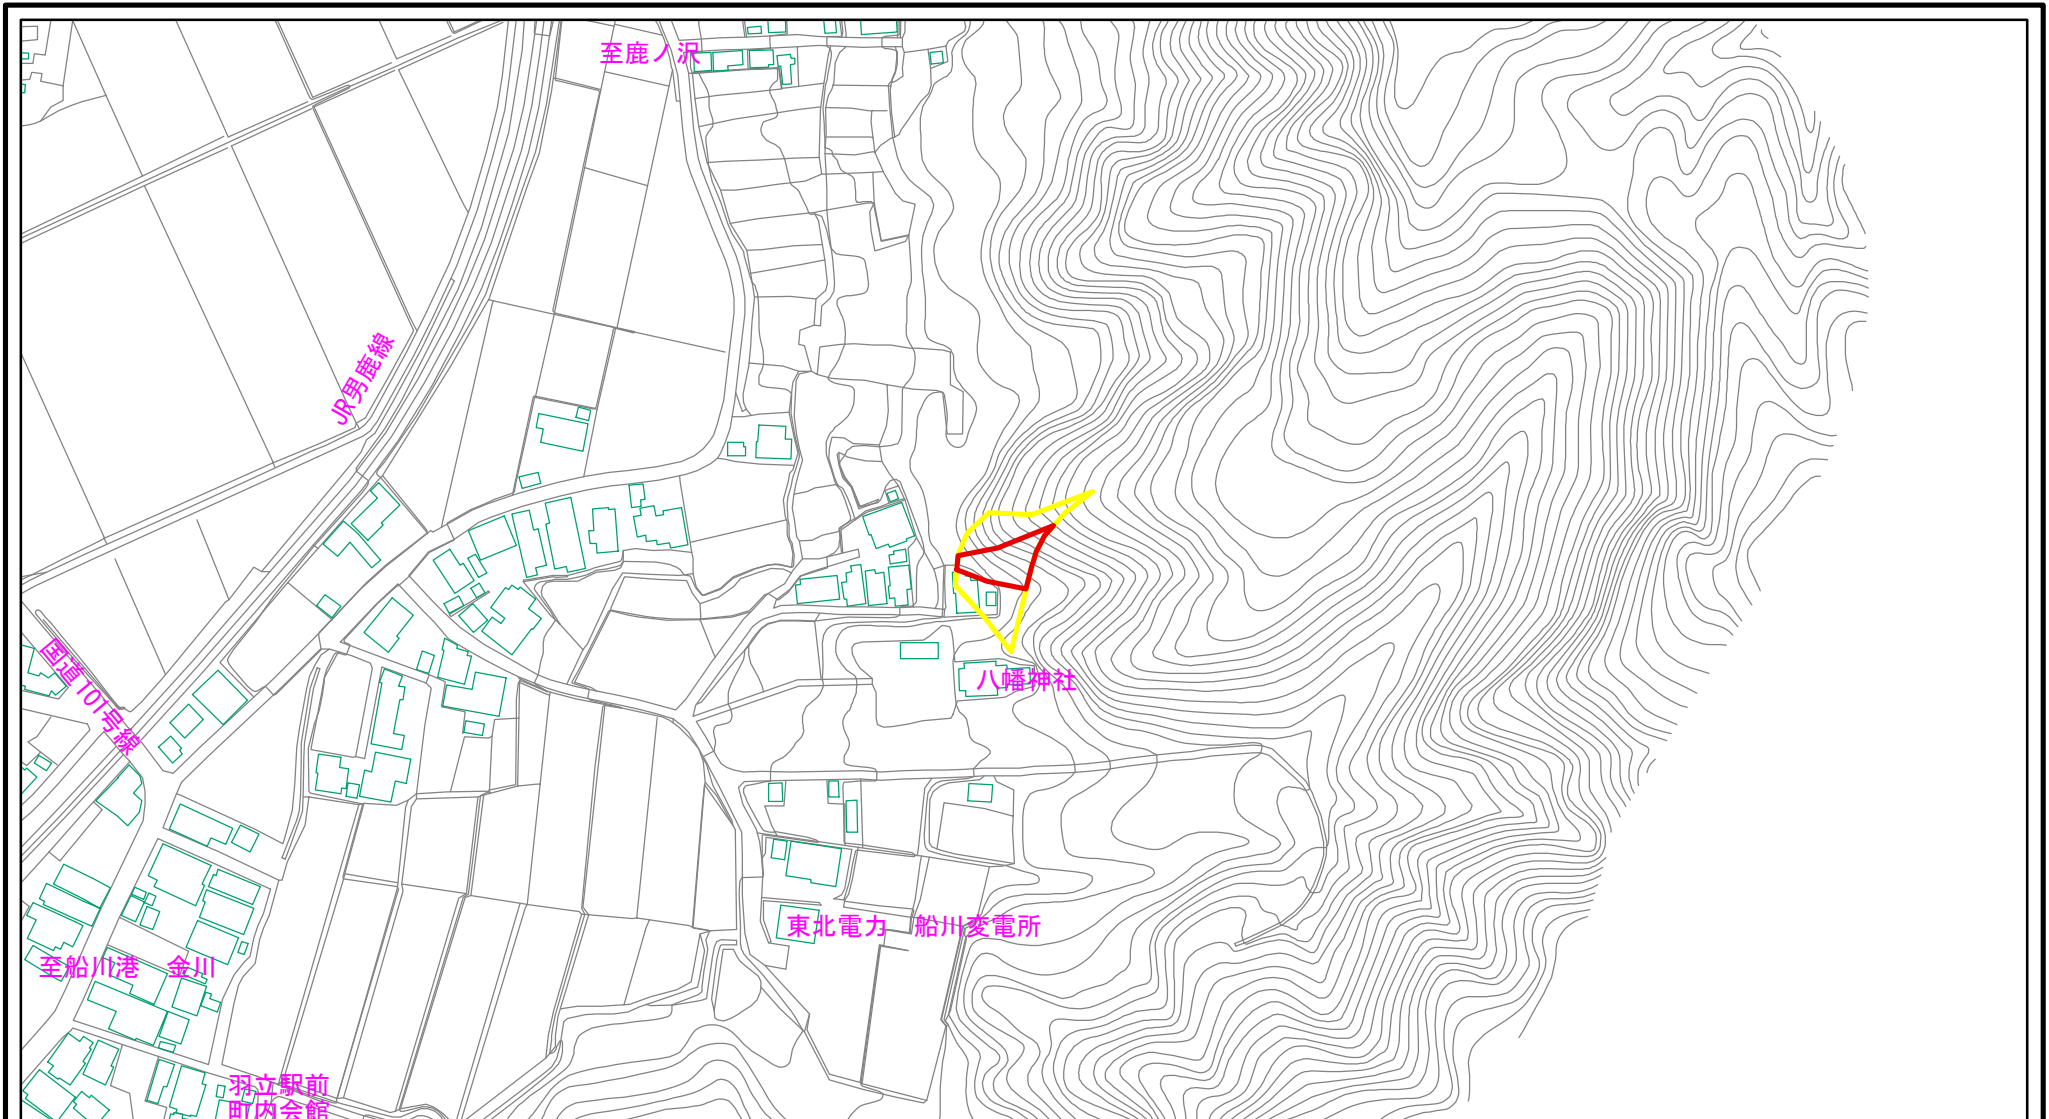 至鹿ノ沢
JR男鹿線
国道101号線
八幡神社
東北電力　船川変電所
至船川港　金川
羽立駅前
町内会館